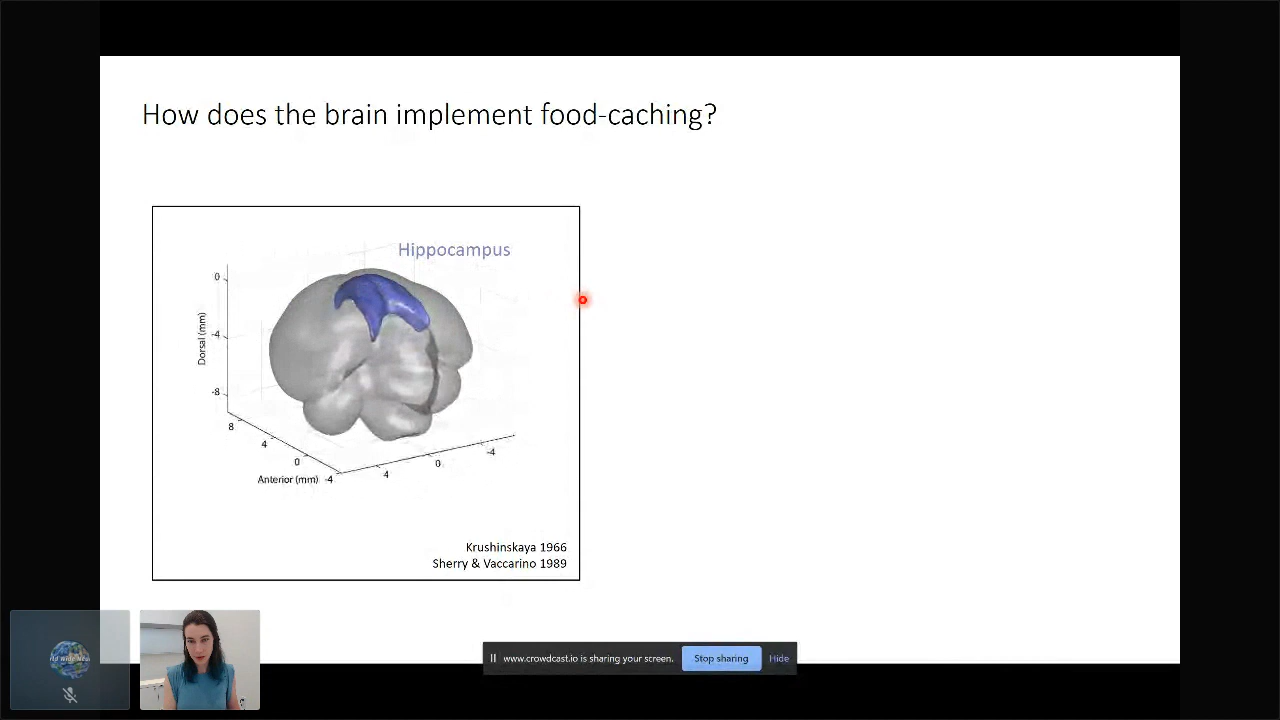 How does the brain implement food-caching?
Hippocampus
0
-4
-8
Dorsal (mm)
8
4
0
-4
Anterior (mm)
4
0
-4
Krushinskaya 1966
Sherry & Vaccarino 1989
www.crowdcast.io is sharing your screen.
Stop sharing
Hide